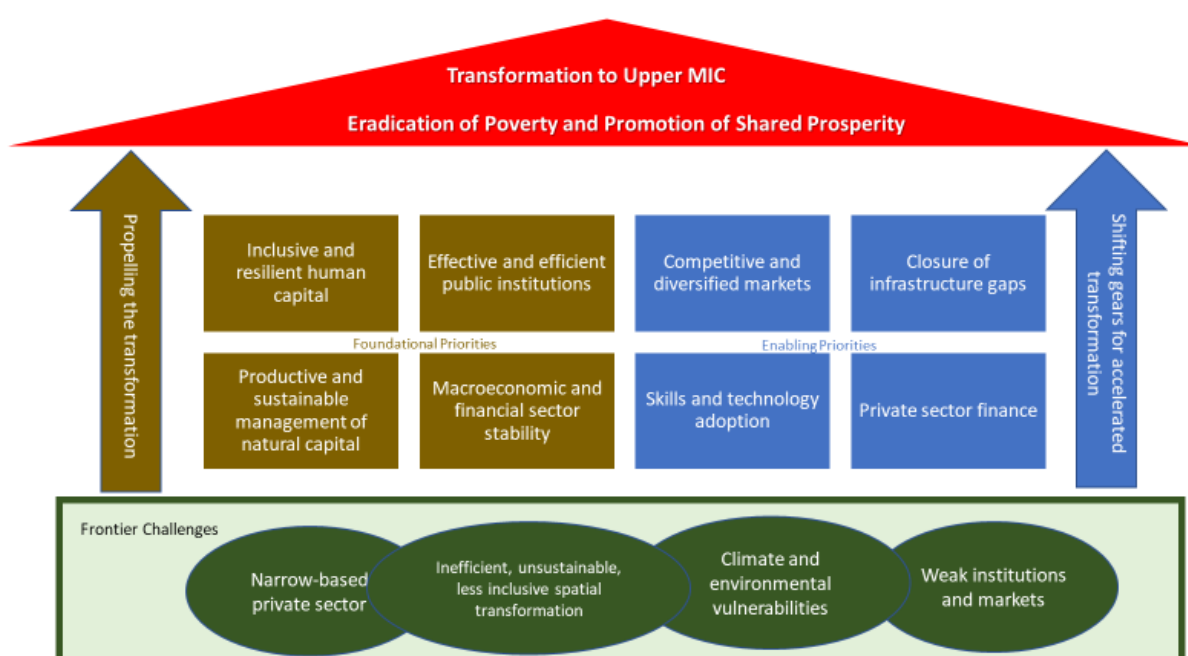 Transformation to Upper MIC
Eradication of Poverty and Promotion of Shared Prosperity
Propelling the transformation
Inclusive and
resilient human
capital
Effective and efficient
public institutions
Competitive and
diversified markets
Closure of
infrastructure gaps
Shifting gears for accelerated
transformation
Foundational Priorities
Enabling Priorities
Productive and
sustainable
management of
natural capital
Macroeconomic and
financial sector
stability
Skills and technology
adoption
Private sector finance
Frontier Challenges
Narrow-based
private sector
Inefficient, unsustainable,
less inclusive spatial
transformation
Climate and
environmental
vulnerabilities
Weak institutions
and markets